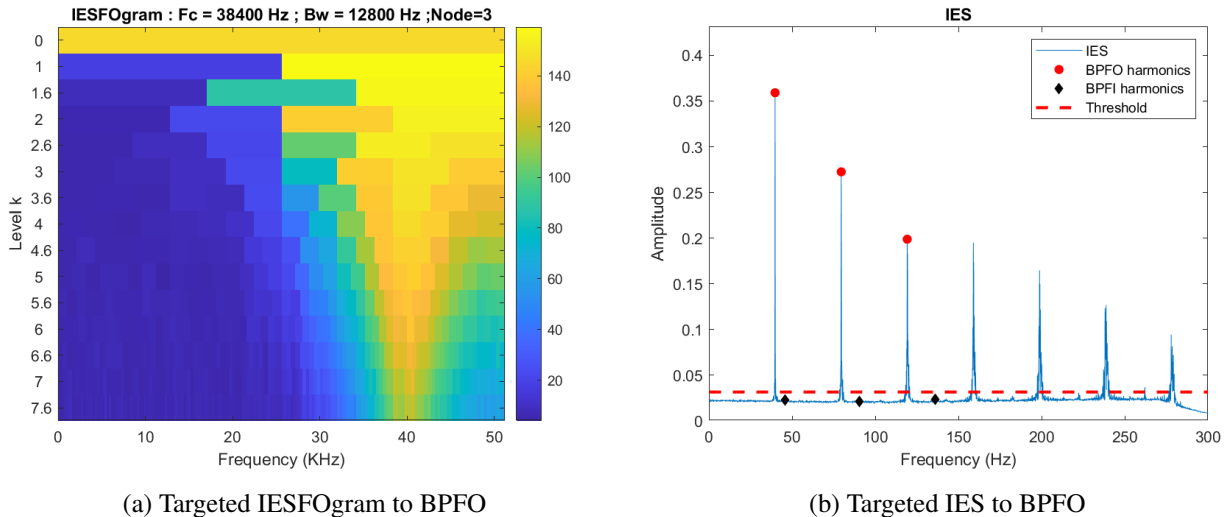 IESFOgram : Fc = 38400 Hz ; Bw = 12800 Hz ;Node=3
Level k
0
1
1.6
2
2.6
3
3.6
4
4.6
5
5.6
6
6.6
7
7.6
0 10 20 30 40 50
Frequency (KHz)
140
120
100
80
60
40
20
(a) Targeted IESFOgram to BPFO
IES
Amplitude
0.4
0.35
0.3
0.25
0.2
0.15
0.1
0.05
0
0 50 100 150 200 250 300
Frequency (Hz)
IES
BPFO harmonics
BPFI harmonics
Threshold
(b) Targeted IES to BPFO